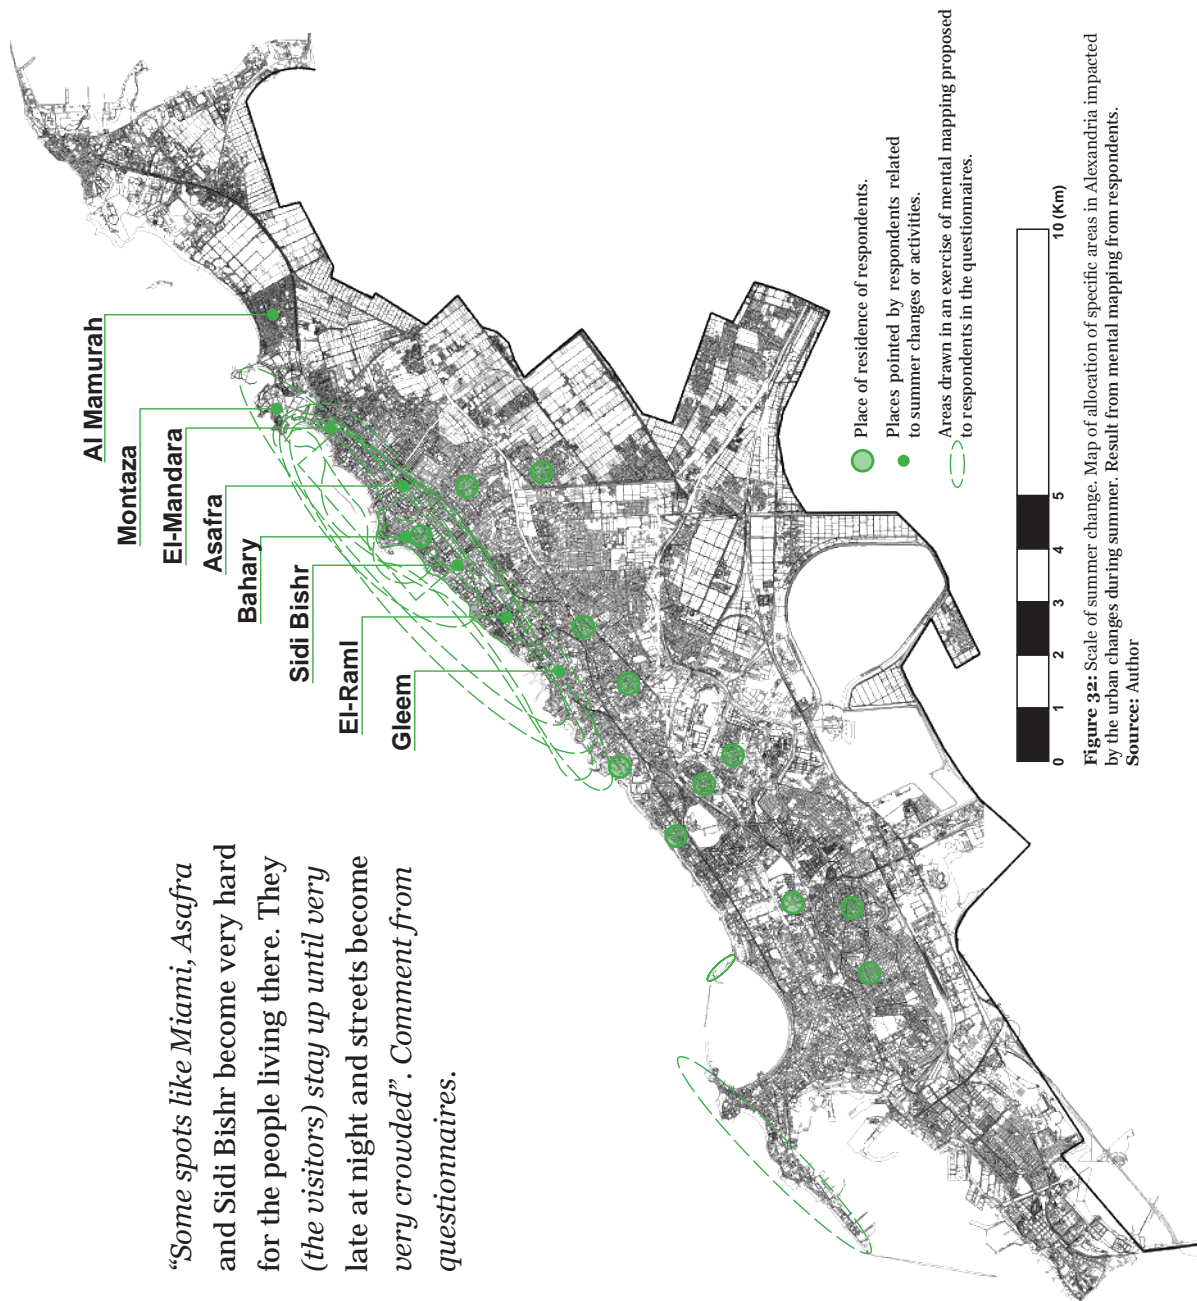 “Some spots like Miami, Asafra
and Sidi Bishr become very hard
for the people living there. They
(the visitors) stay up until very
late at night and streets become
very crowded”. Comment from
questionnaires.
Al Mamurah
Montaza
El-Mandara
Asafra
Bahary
Sidi Bishr
El-Raml
Gleem
Place of residence of respondents.
Places pointed by respondents related
to summer changes or activities.
Areas drawn in an exercise of mental mapping proposed
to respondents in the questionnaires.
0 1 2 3 4 5 10 (Km)
Figure 32: Scale of summer change. Map of allocation of specific areas in Alexandria impacted
by the urban changes during summer. Result from mental mapping from respondents.
Source: Author